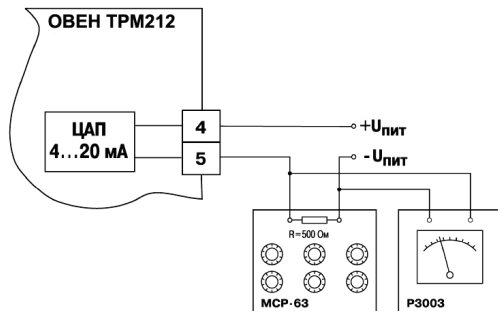 ОВЕН ТРМ212
ЦАП
4...20 мА
4
5
+Uпит
-Uпит
R=500 Ом
МСР-63
Р3003